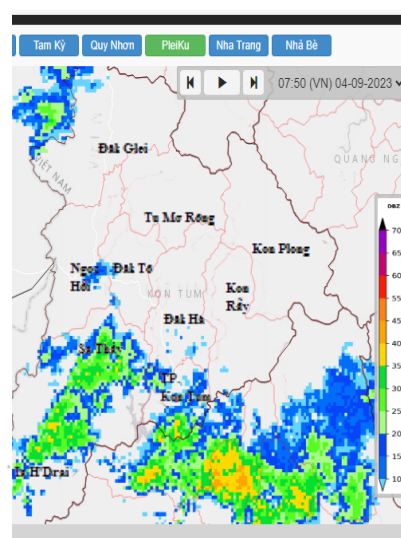 Tam Kỳ
Quy Nhơn
PleiKu
Nha Trang
Nhà Bè
07:50 (VN) 04-09-2023
Đăk Glei
VIỆT NAM
QUANG NG
DBZ
70
65
60
55
50
45
40
35
30
25
20
15
10
Tu Mơ Rông
Kon Plong
Ngọc Hồi
Đăk Tô
KON TUM
Kon Rẫy
Đăk Hà
Sa Thầy
TP
Kon Tum
Ia H'Drai